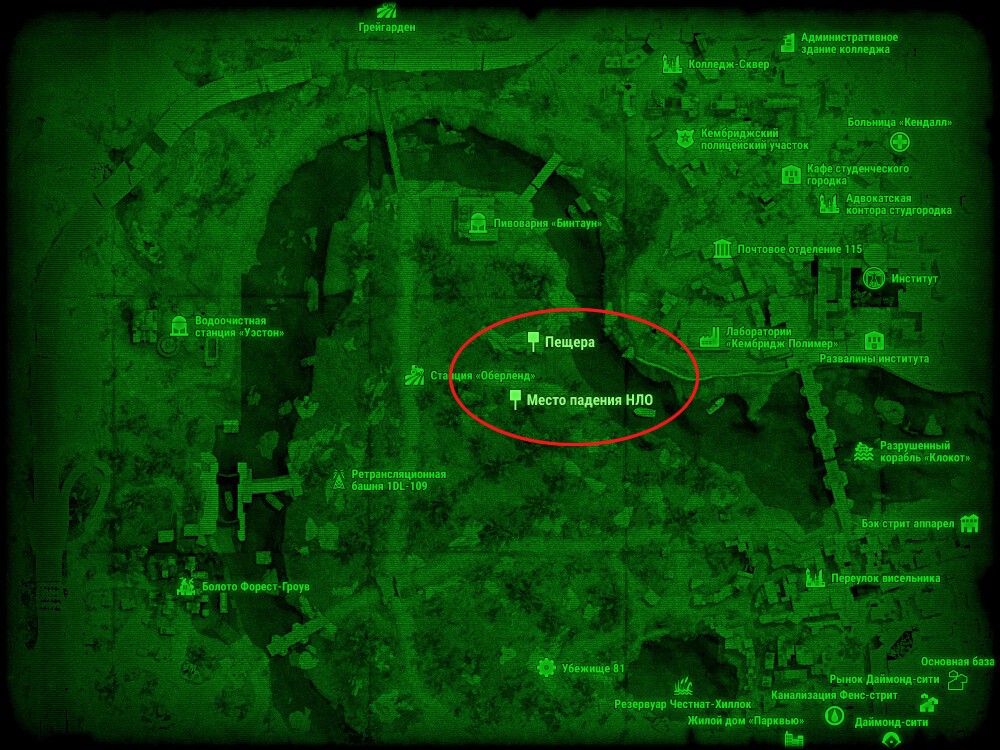 Грейгарден
Административное
здание колледжа
Колледж-Сквер
Больница «Кендалл»
Кембриджский
полицейский участок
Кафе студенческого
городка
Адвокатская
контора студгородка
Пивоварня «Бинтаун»
Почтовое отделение 115
Институт
Водоочистная
станция «Уэстон»
Лаборатории
«Кембридж Полимер»
Пещера
Развалины института
Станция «Оберленд»
Место падения НЛО
Разрушенный
корабль «Клокот»
Ретрансляционная
башня 1DL-109
Бэк стрит аппарел
Переулок висельника
Болото Форест-Гроув
Убежище 81
Основная база
Рынок Даймонд-сити
Канализация Фенс-стрит
Резервуар Честнат-Хиллок
Жилой дом «Парквью»
Даймонд-сити